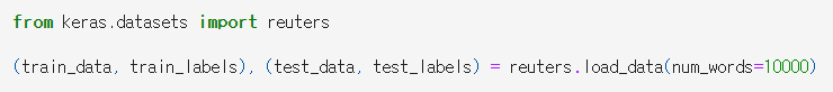 from keras.datasets import reuters
(train_data, train_labels), (test_data, test_labels) = reuters.load_data(num_words=10000)